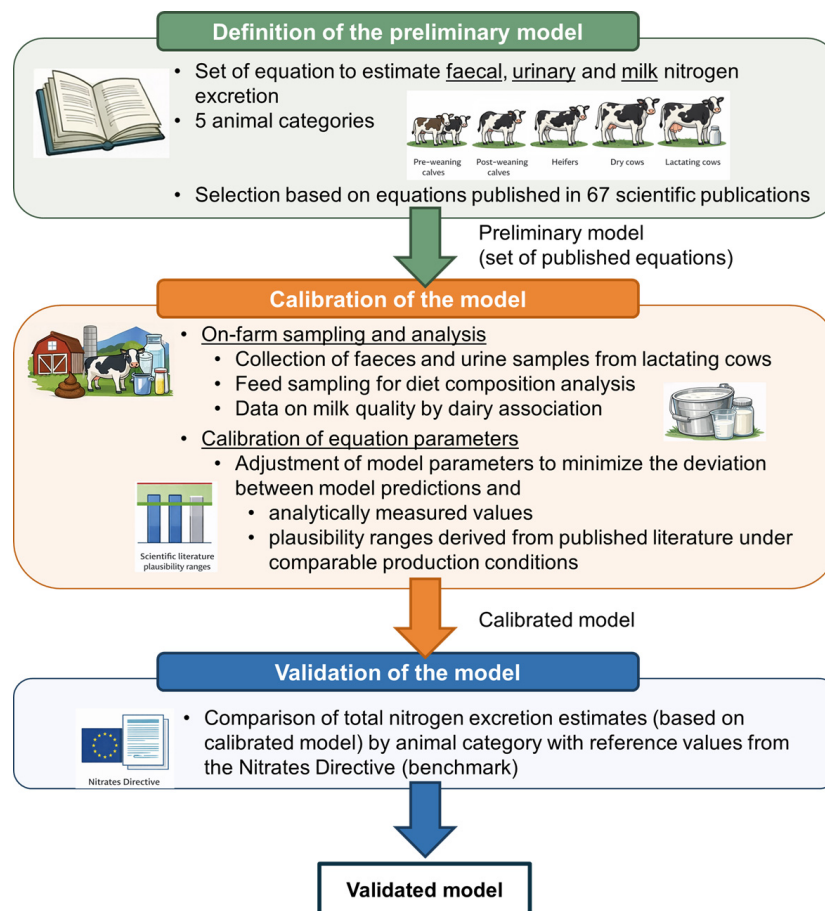 Definition of the preliminary model
• Set of equation to estimate faecal, urinary and milk nitrogen
excretion
• 5 animal categories
Pre-weaning
calves
Post-weaning
calves
Heifers
Dry cows
Lactating cows
• Selection based on equations published in 67 scientific publications
Preliminary model
(set of published equations)
Calibration of the model
• On-farm sampling and analysis
• Collection of faeces and urine samples from lactating cows
• Feed sampling for diet composition analysis
• Data on milk quality by dairy association
• Calibration of equation parameters
• Adjustment of model parameters to minimize the deviation
between model predictions and
• analytically measured values
• plausibility ranges derived from published literature under
comparable production conditions
Scientific literature
plausibility ranges
Calibrated model
Validation of the model
• Comparison of total nitrogen excretion estimates (based on
calibrated model) by animal category with reference values from
the Nitrates Directive (benchmark)
Nitrates Directive
Validated model